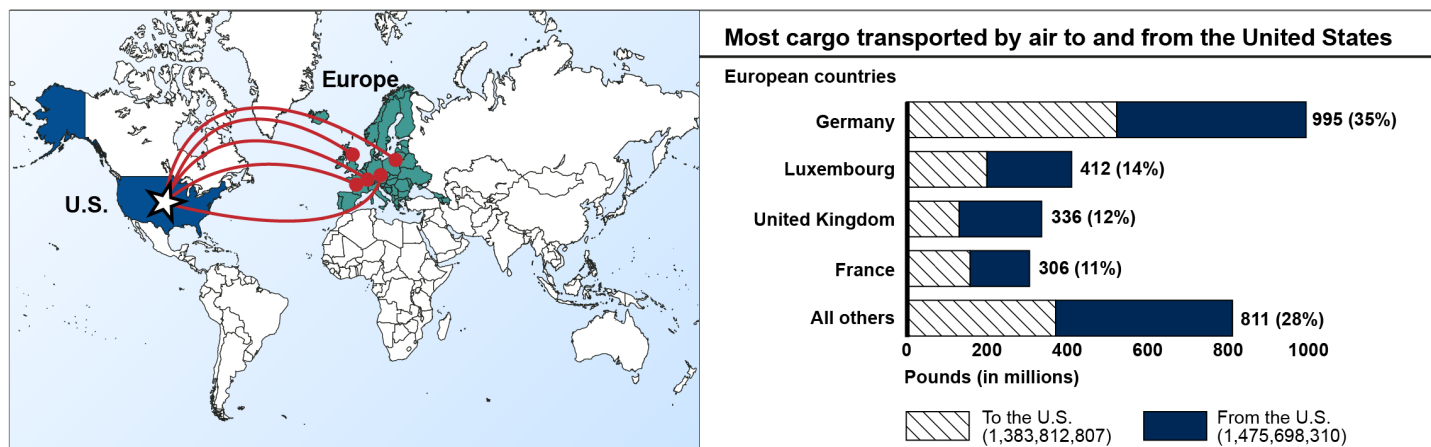 Europe
U.S.
Most cargo transported by air to and from the United States
European countries
Germany
995 (35%)
Luxembourg
412 (14%)
United Kingdom
336 (12%)
France
306 (11%)
All others
811 (28%)
0 200 400 600 800 1000
Pounds (in millions)
To the U.S.
(1,383,812,807)
From the U.S.
(1,475,698,310)